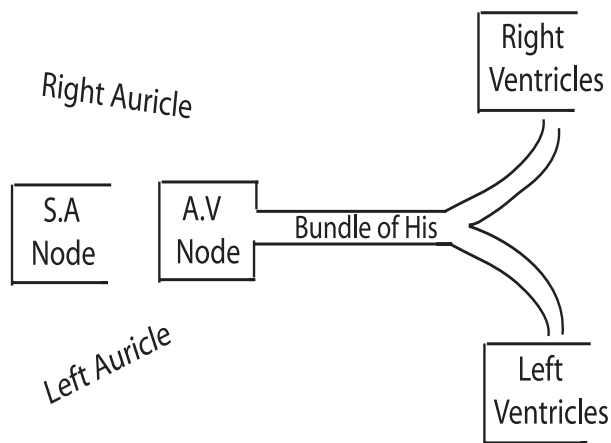 Right
Ventricles
Right Auricle
S.A
Node
A.V
Node
Bundle of His
Left Auricle
Left
Ventricles